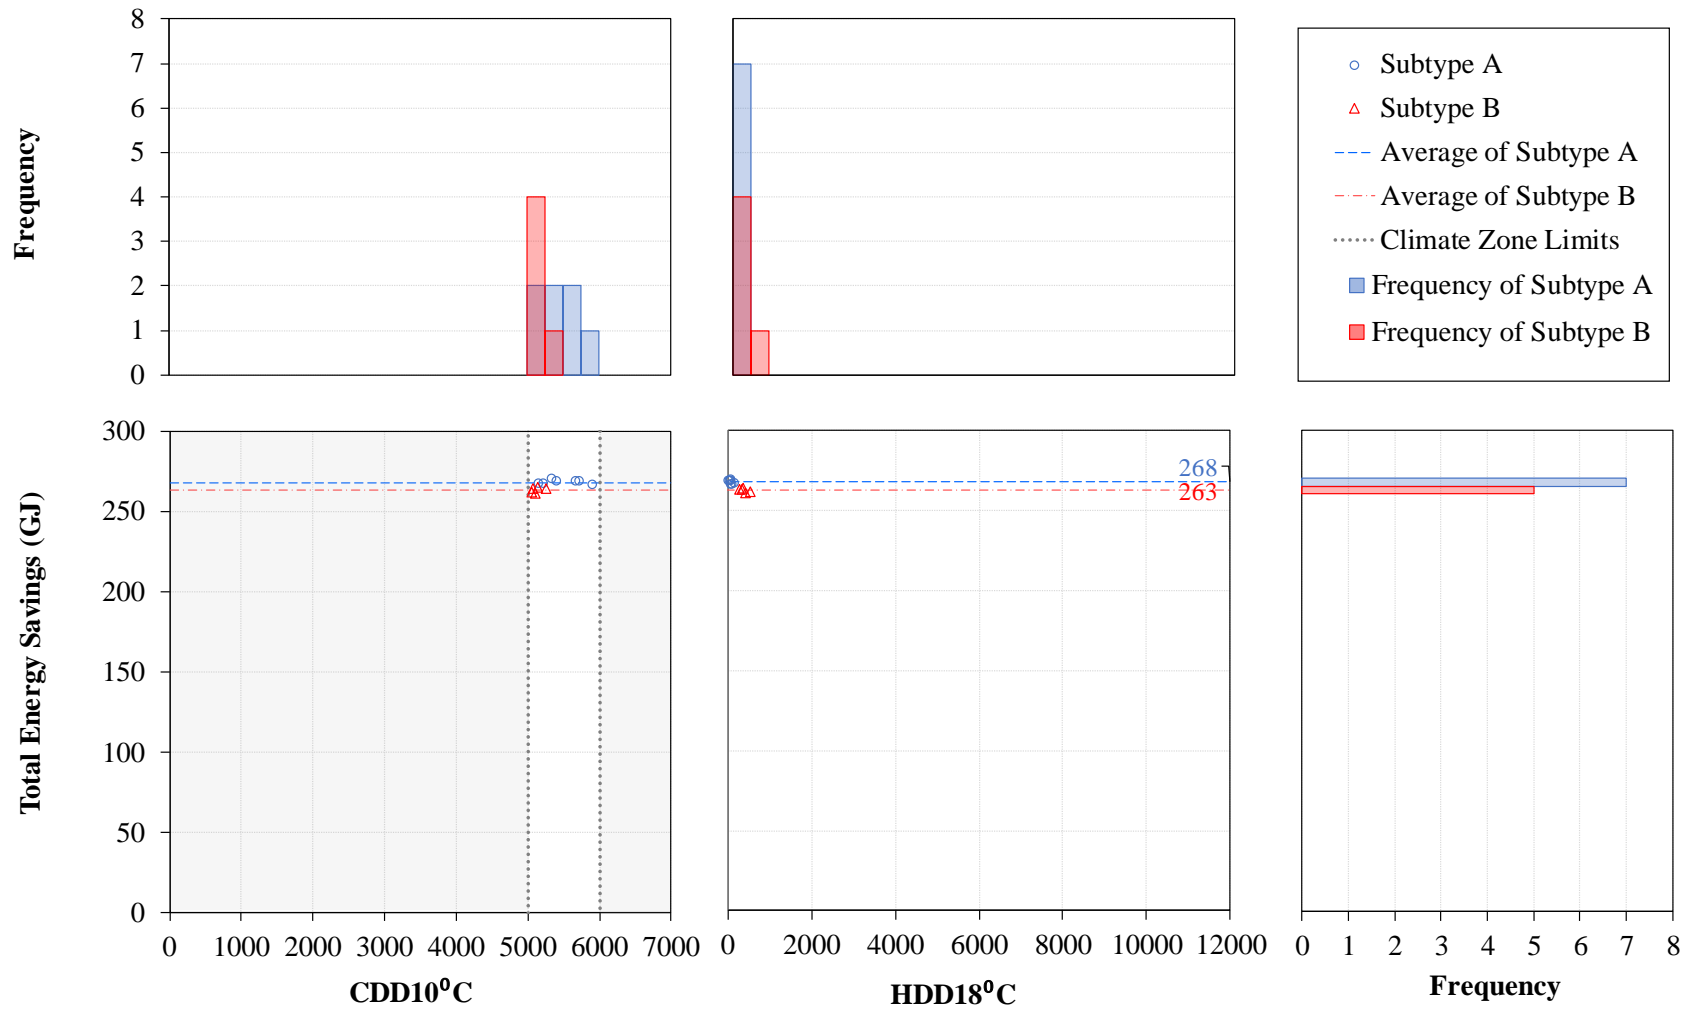 Frequency
8
7
6
5
4
3
2
1
0
Subtype A
Subtype B
Average of Subtype A
Average of Subtype B
Climate Zone Limits
Frequency of Subtype A
Frequency of Subtype B
Total Energy Savings (GJ)
300
250
200
150
100
50
0
268
263
0 1000 2000 3000 4000 5000 6000 7000
CDD10⁰C
0 2000 4000 6000 8000 10000 12000
HDD18⁰C
0 1 2 3 4 5 6 7 8
Frequency